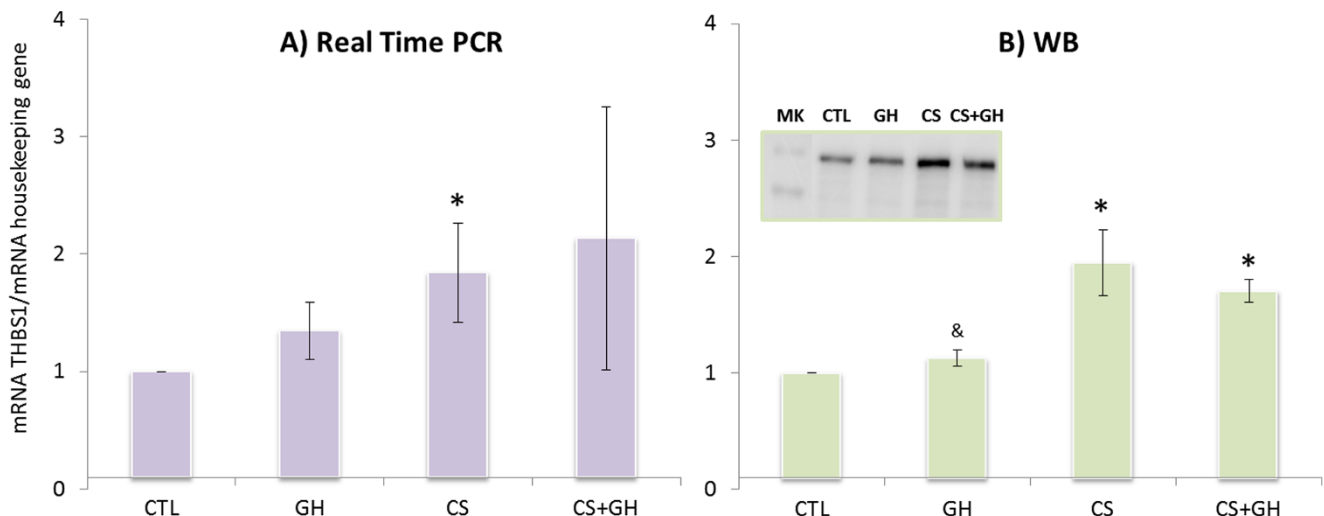 A) Real Time PCR
mRNA THBS1/mRNA housekeeping gene
4
3
2
1
0
*
CTL GH CS CS+GH
B) WB
4
3
2
1
0
MK CTL GH CS CS+GH
*
*
&
CTL GH CS CS+GH